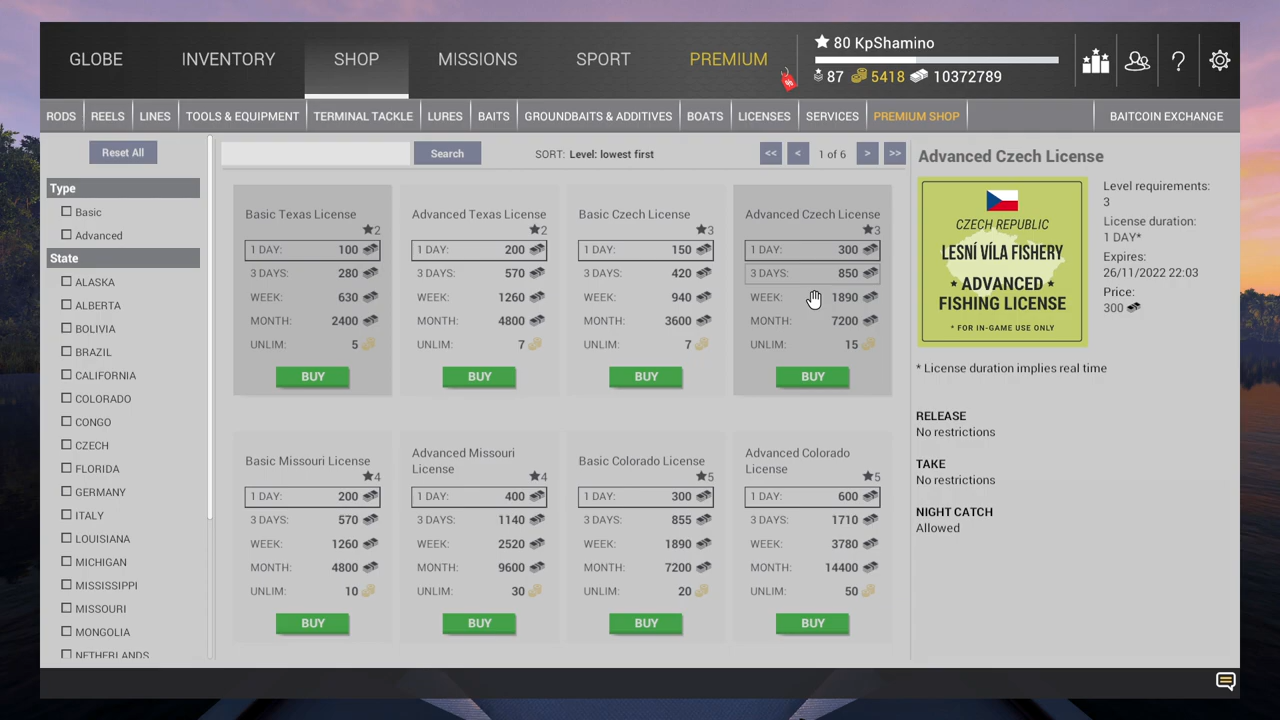 GLOBE
INVENTORY
SHOP
MISSIONS
SPORT
PREMIUM
%
80 KpShamino
87 5418 10372789
?
RODS
REELS
LINES
TOOLS & EQUIPMENT
TERMINAL TACKLE
LURES
BAITS
GROUNDBAITS & ADDITIVES
BOATS
LICENSES
SERVICES
PREMIUM SHOP
BAITCOIN EXCHANGE
Reset All
Type
Basic
Advanced
State
ALASKA
ALBERTA
BOLIVIA
BRAZIL
CALIFORNIA
COLORADO
CONGO
CZECH
FLORIDA
GERMANY
ITALY
LOUISIANA
MICHIGAN
MISSISSIPPI
MISSOURI
MONGOLIA
NETHERLANDS
Search
SORT: Level: lowest first
<<
<
1 of 6
>
>>
Basic Texas License
2
1 DAY: 100
3 DAYS: 280
WEEK: 630
MONTH: 2400
UNLIM: 5
BUY
Advanced Texas License
2
1 DAY: 200
3 DAYS: 570
WEEK: 1260
MONTH: 4800
UNLIM: 7
BUY
Basic Czech License
3
1 DAY: 150
3 DAYS: 420
WEEK: 940
MONTH: 3600
UNLIM: 7
BUY
Advanced Czech License
3
1 DAY: 300
3 DAYS: 850
WEEK: 1890
MONTH: 7200
UNLIM: 15
BUY
Basic Missouri License
4
1 DAY: 200
3 DAYS: 570
WEEK: 1260
MONTH: 4800
UNLIM: 10
BUY
Advanced Missouri
License
4
1 DAY: 400
3 DAYS: 1140
WEEK: 2520
MONTH: 9600
UNLIM: 30
BUY
Basic Colorado License
5
1 DAY: 300
3 DAYS: 855
WEEK: 1890
MONTH: 7200
UNLIM: 20
BUY
Advanced Colorado
License
5
1 DAY: 600
3 DAYS: 1710
WEEK: 3780
MONTH: 14400
UNLIM: 50
BUY
Advanced Czech License
CZECH REPUBLIC
LESNÍ VÍLA FISHERY
ADVANCED
FISHING LICENSE
* FOR IN-GAME USE ONLY
Level requirements:
3
License duration:
1 DAY*
Expires:
26/11/2022 22:03
Price:
300
* License duration implies real time
RELEASE
No restrictions
TAKE
No restrictions
NIGHT CATCH
Allowed